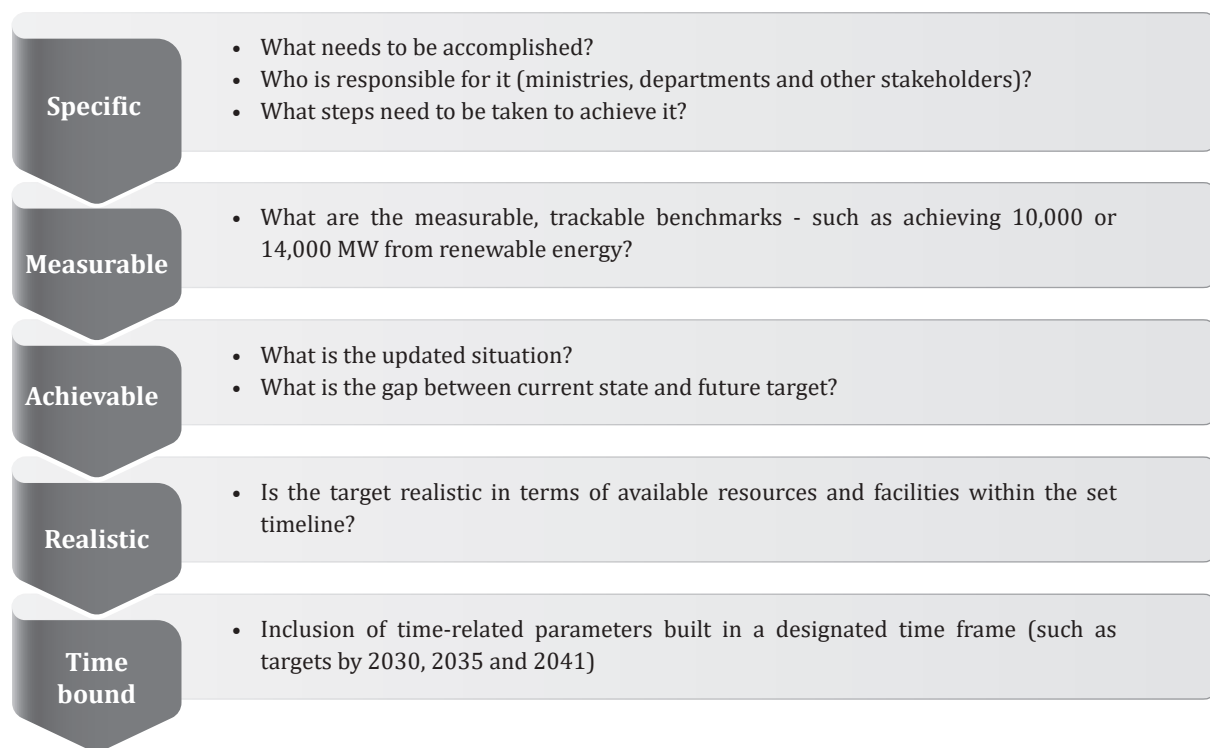 Specific
• What needs to be accomplished?
• Who is responsible for it (ministries, departments and other stakeholders)?
• What steps need to be taken to achieve it?
Measurable
• What are the measurable, trackable benchmarks - such as achieving 10,000 or
14,000 MW from renewable energy?
Achievable
• What is the updated situation?
• What is the gap between current state and future target?
Realistic
• Is the target realistic in terms of available resources and facilities within the set
timeline?
Time
bound
• Inclusion of time-related parameters built in a designated time frame (such as
targets by 2030, 2035 and 2041)